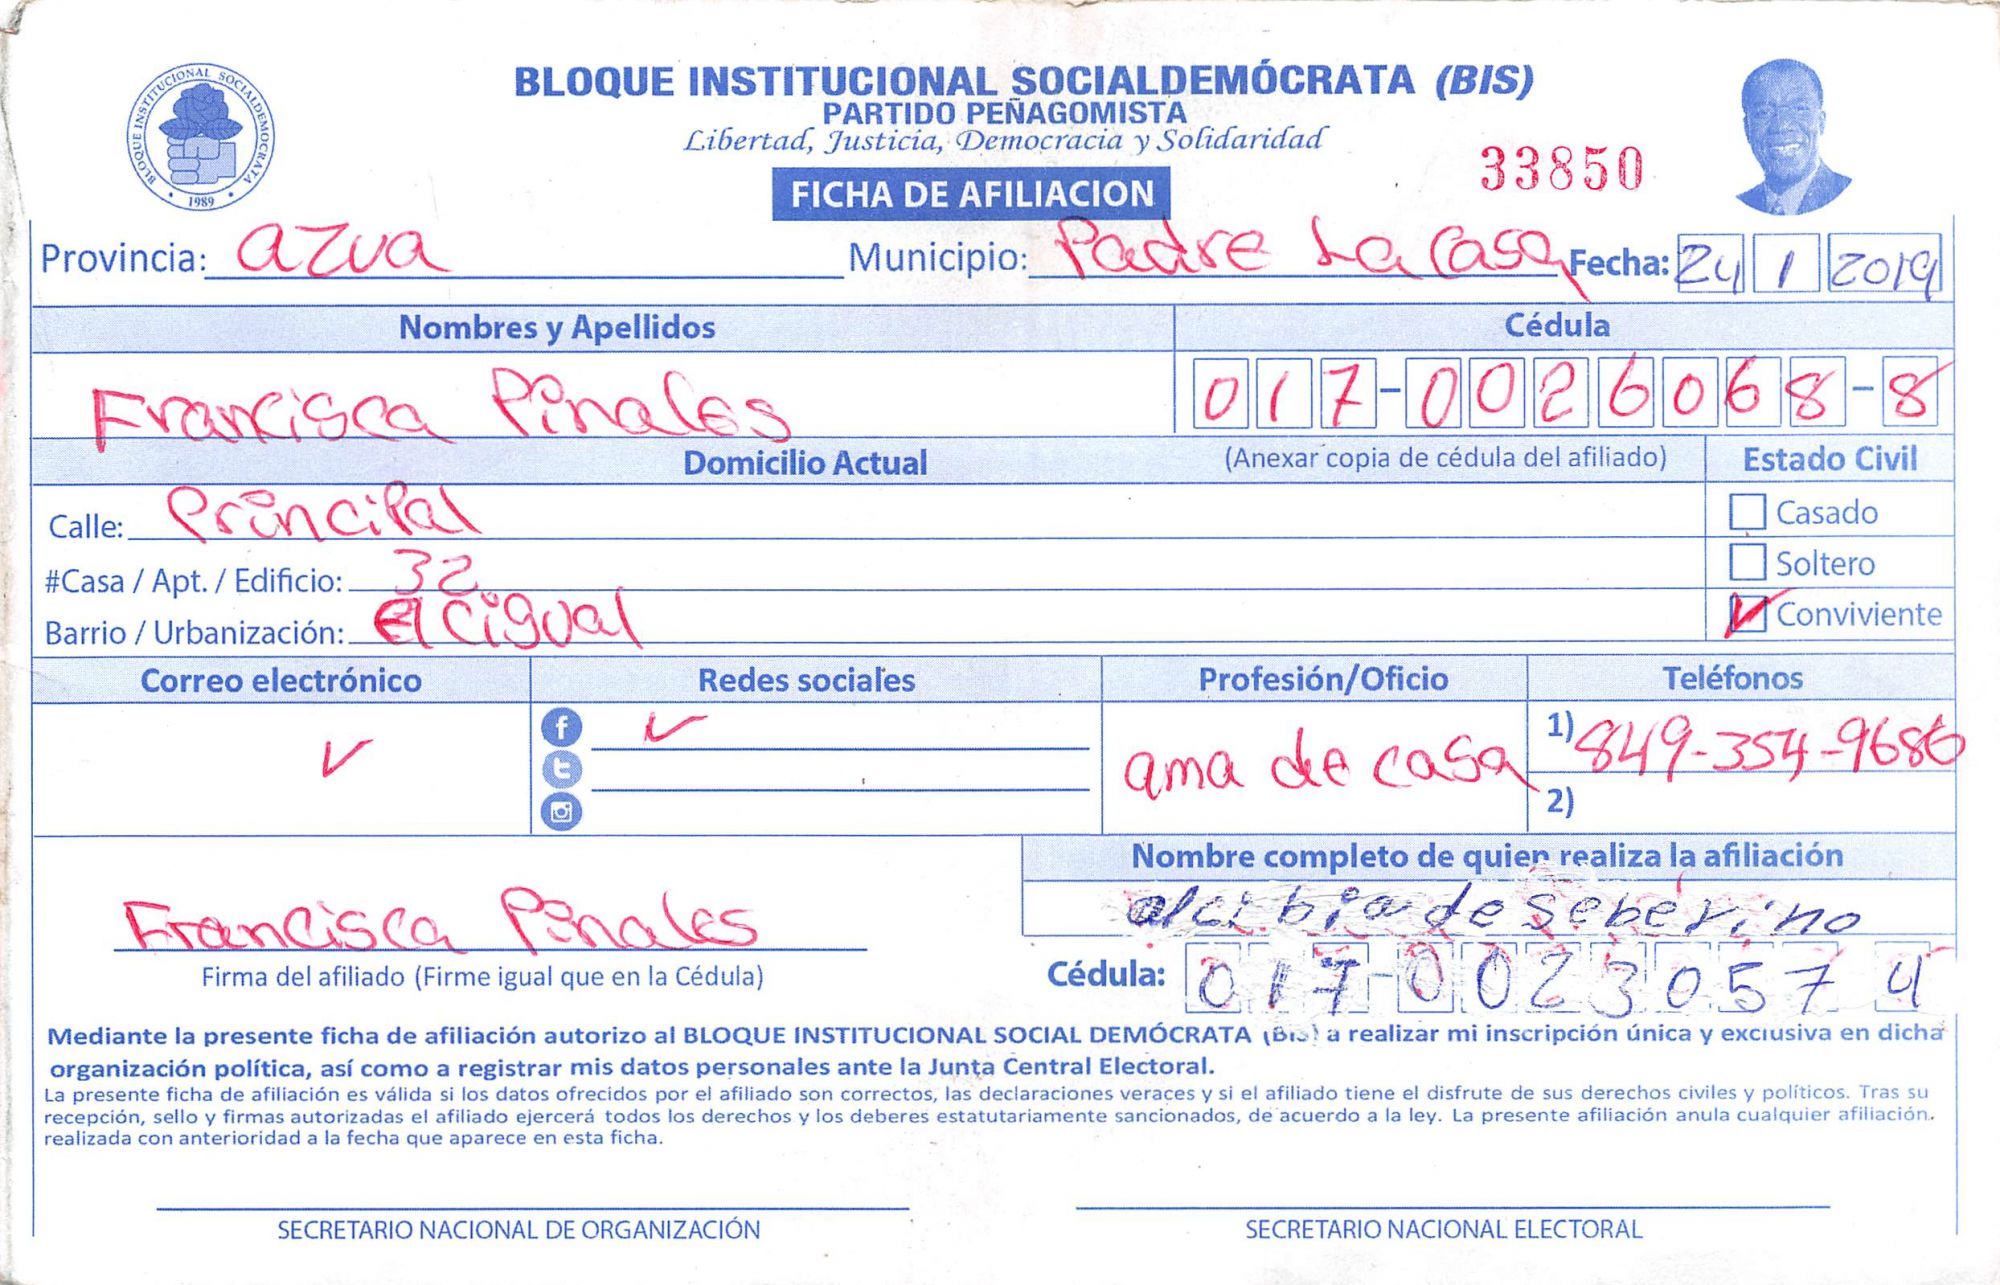 BLOQUE INSTITUCIONAL SOCIALDEMÓCRATA (BIS)
PARTIDO PEÑAGOMISTA
Libertad, Justicia, Democracia y Solidaridad
33850
BLOQUE INSTITUCIONAL SOCIALDEMOCRATA
1989
FICHA DE AFILIACION
Provincia: azua Municipio: Padre La Casa Fecha: 24 1 2019
Nombres y Apellidos Cédula
Francisca Pinales 017-0026068-8
Domicilio Actual (Anexar copia de cédula del afiliado) Estado Civil
Calle: Principal Casado
#Casa / Apt. / Edificio: 32 Soltero
Barrio / Urbanización: El Cigual Conviviente
Correo electrónico Redes sociales Profesión/Oficio Teléfonos
ama de casa 1) 849-354-9686
2)
Nombre completo de quien realiza la afiliación
alcibiade seberino
Francisca Pinales
Firma del afiliado (Firme igual que en la Cédula) Cédula: 017-0023057 4
Mediante la presente ficha de afiliación autorizo al BLOQUE INSTITUCIONAL SOCIAL DEMÓCRATA (BIS) a realizar mi inscripción única y exclusiva en dicha
organización política, así como a registrar mis datos personales ante la Junta Central Electoral.
La presente ficha de afiliación es válida si los datos ofrecidos por el afiliado son correctos, las declaraciones veraces y si el afiliado tiene el disfrute de sus derechos civiles y políticos. Tras su
recepción, sello y firmas autorizadas el afiliado ejercerá todos los derechos y los deberes estatutariamente sancionados, de acuerdo a la ley. La presente afiliación anula cualquier afiliación.
realizada con anterioridad a la fecha que aparece en esta ficha.
SECRETARIO NACIONAL DE ORGANIZACIÓN SECRETARIO NACIONAL ELECTORAL